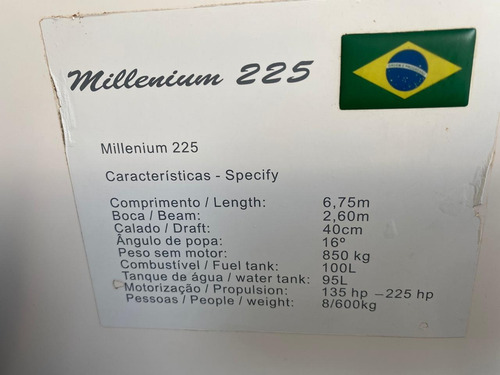 Millenium 225
Millenium 225
Características - Specify
Comprimento / Length: 6,75m
Boca / Beam: 2,60m
Calado / Draft: 40cm
Ângulo de popa: 16º
Peso sem motor: 850 kg
Combustível / Fuel tank: 100L
Tanque de água / water tank: 95L
Motorização / Propulsion: 135 hp –225 hp
Pessoas / People / weight: 8/600kg